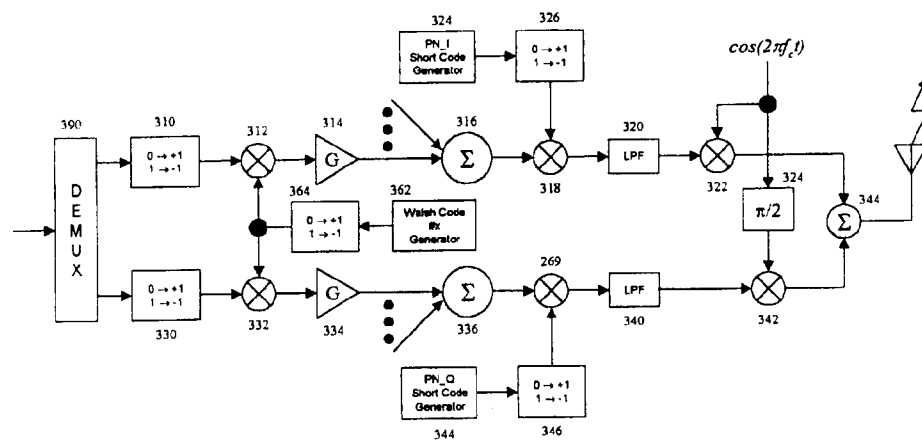 324
326
PN_I
Short Code
Generator
0 → +1
1 → -1
cos(2πf_c t)
390
310
312
314
316
320
D
E
M
U
X
0 → +1
1 → -1
G
Σ
LPF
318
322
324
364
362
0 → +1
1 → -1
Walsh Code
#x
Generator
π/2
344
Σ
269
0 → +1
1 → -1
G
Σ
LPF
330
332
334
336
340
342
PN_Q
Short Code
Generator
0 → +1
1 → -1
344
346